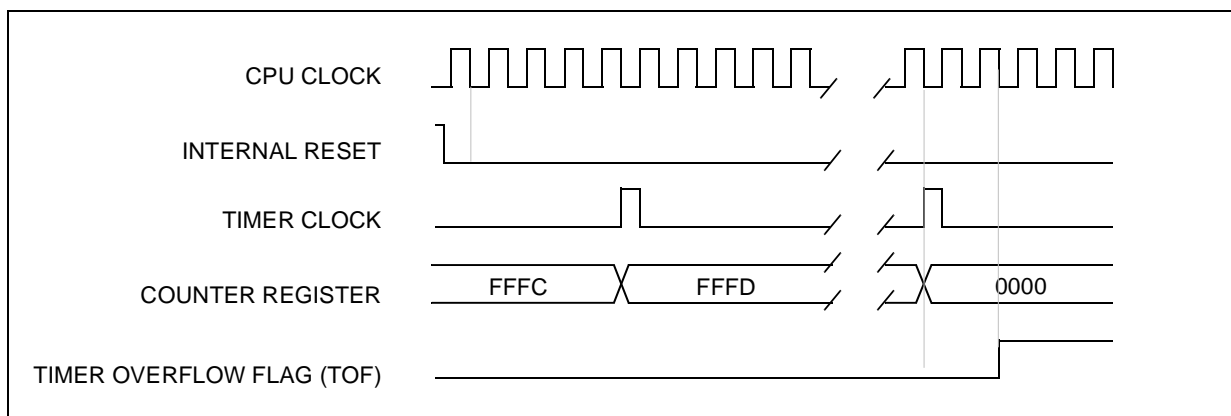 CPU CLOCK
INTERNAL RESET
TIMER CLOCK
COUNTER REGISTER
FFFC
FFFD
0000
TIMER OVERFLOW FLAG (TOF)